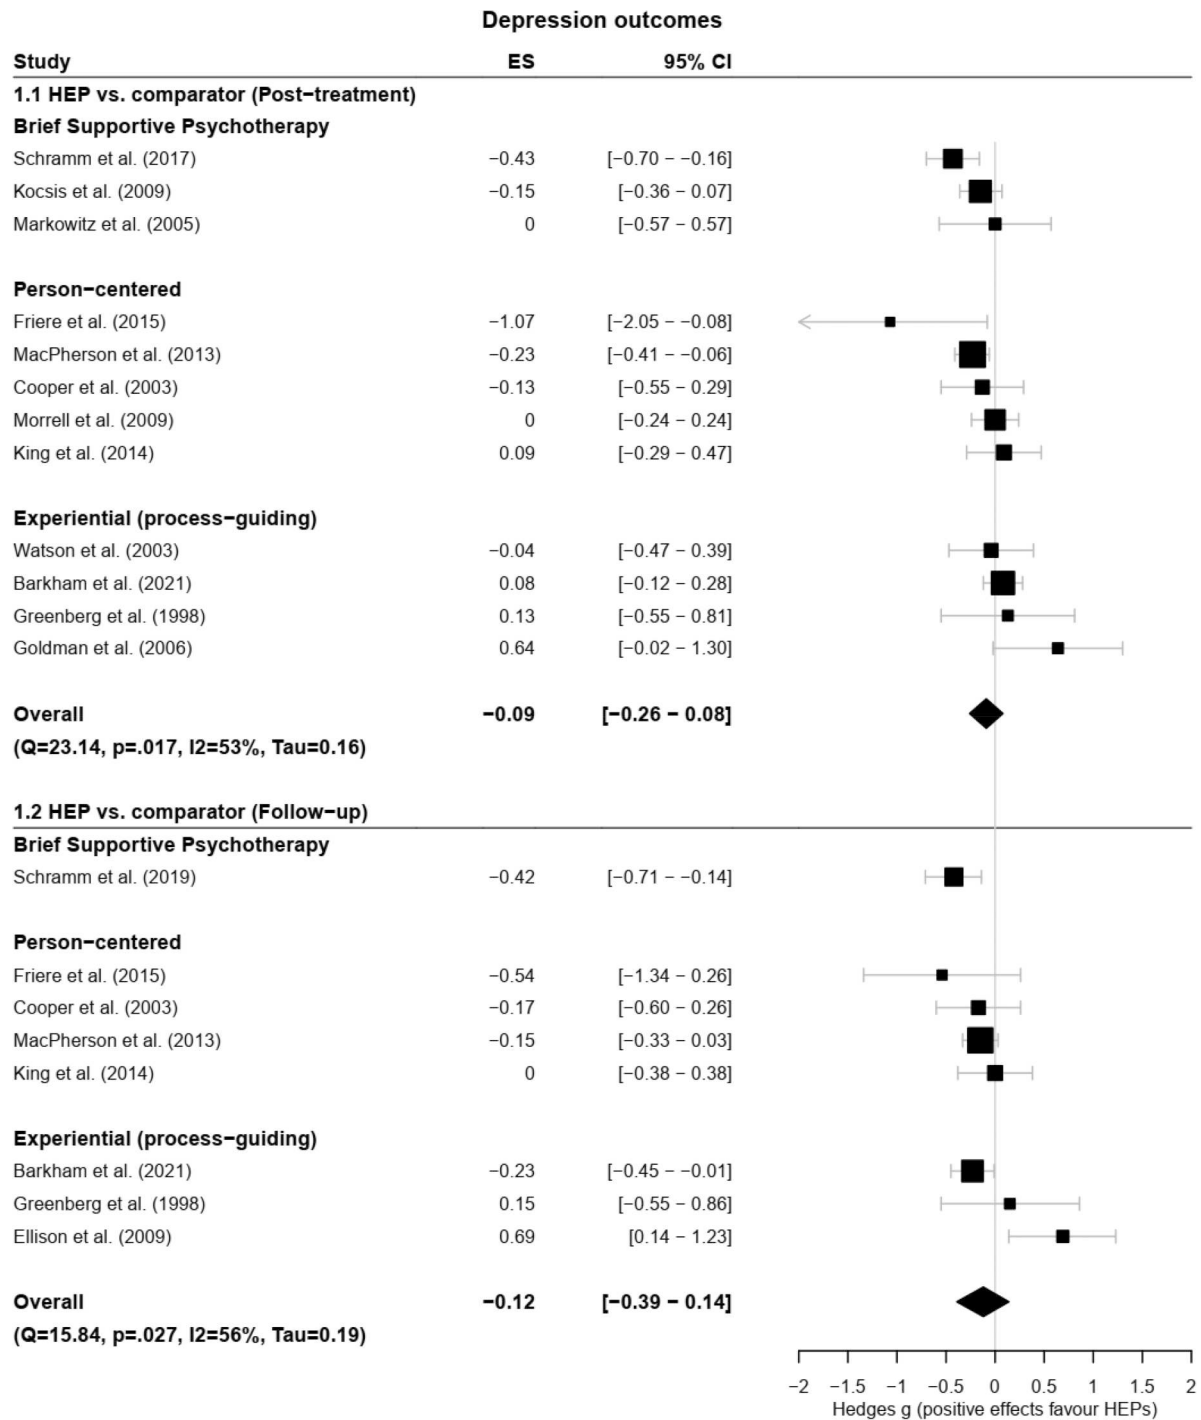 Depression outcomes
Study ES 95% CI
1.1 HEP vs. comparator (Post−treatment)
Brief Supportive Psychotherapy
Schramm et al. (2017) −0.43 [−0.70 − −0.16]
Kocsis et al. (2009) −0.15 [−0.36 − 0.07]
Markowitz et al. (2005) 0 [−0.57 − 0.57]
Person−centered
Friere et al. (2015) −1.07 [−2.05 − −0.08]
MacPherson et al. (2013) −0.23 [−0.41 − −0.06]
Cooper et al. (2003) −0.13 [−0.55 − 0.29]
Morrell et al. (2009) 0 [−0.24 − 0.24]
King et al. (2014) 0.09 [−0.29 − 0.47]
Experiential (process−guiding)
Watson et al. (2003) −0.04 [−0.47 − 0.39]
Barkham et al. (2021) 0.08 [−0.12 − 0.28]
Greenberg et al. (1998) 0.13 [−0.55 − 0.81]
Goldman et al. (2006) 0.64 [−0.02 − 1.30]
Overall −0.09 [−0.26 − 0.08]
(Q=23.14, p=.017, I2=53%, Tau=0.16)
1.2 HEP vs. comparator (Follow−up)
Brief Supportive Psychotherapy
Schramm et al. (2019) −0.42 [−0.71 − −0.14]
Person−centered
Friere et al. (2015) −0.54 [−1.34 − 0.26]
Cooper et al. (2003) −0.17 [−0.60 − 0.26]
MacPherson et al. (2013) −0.15 [−0.33 − 0.03]
King et al. (2014) 0 [−0.38 − 0.38]
Experiential (process−guiding)
Barkham et al. (2021) −0.23 [−0.45 − −0.01]
Greenberg et al. (1998) 0.15 [−0.55 − 0.86]
Ellison et al. (2009) 0.69 [0.14 − 1.23]
Overall −0.12 [−0.39 − 0.14]
(Q=15.84, p=.027, I2=56%, Tau=0.19)
−2 −1.5 −1 −0.5 0 0.5 1 1.5 2
Hedges g (positive effects favour HEPs)